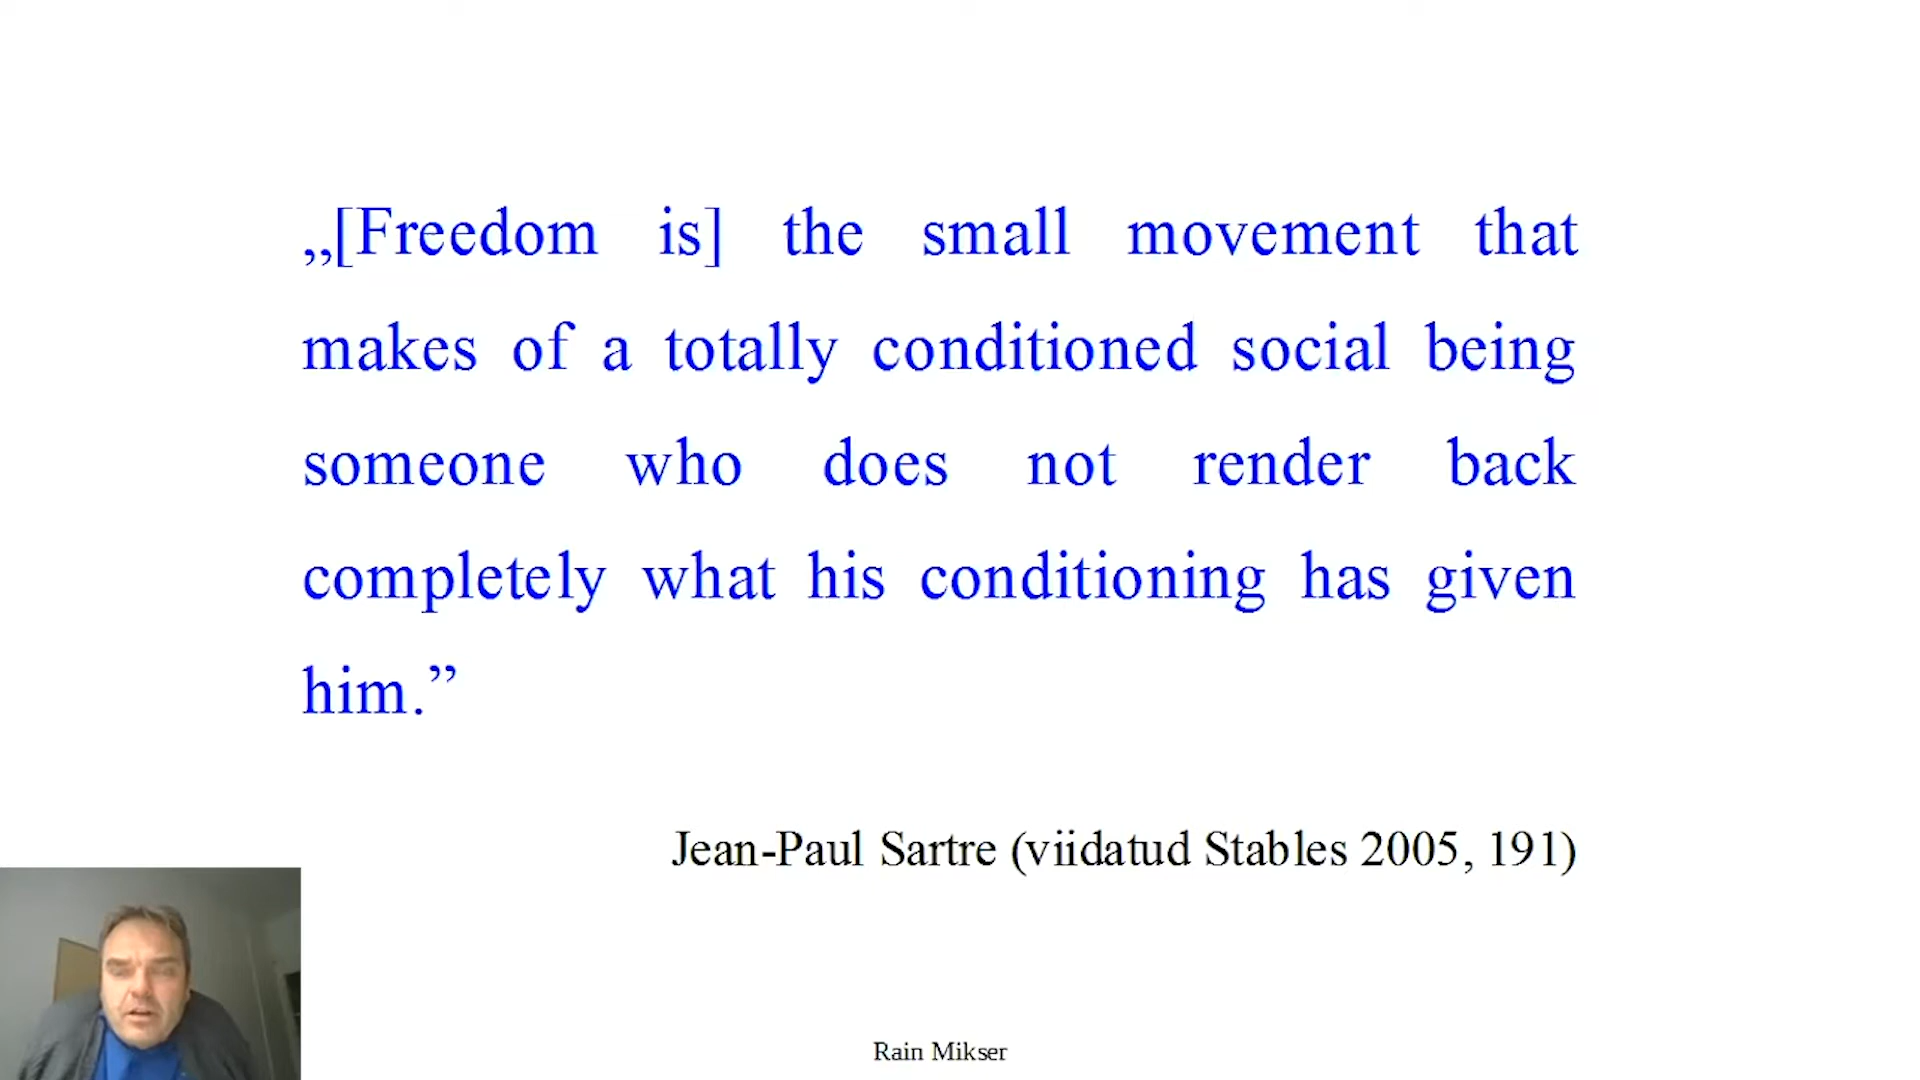 „[Freedom is] the small movement that
makes of a totally conditioned social being
someone who does not render back
completely what his conditioning has given
him.”
Jean-Paul Sartre (viidatud Stables 2005, 191)
Rain Mikser